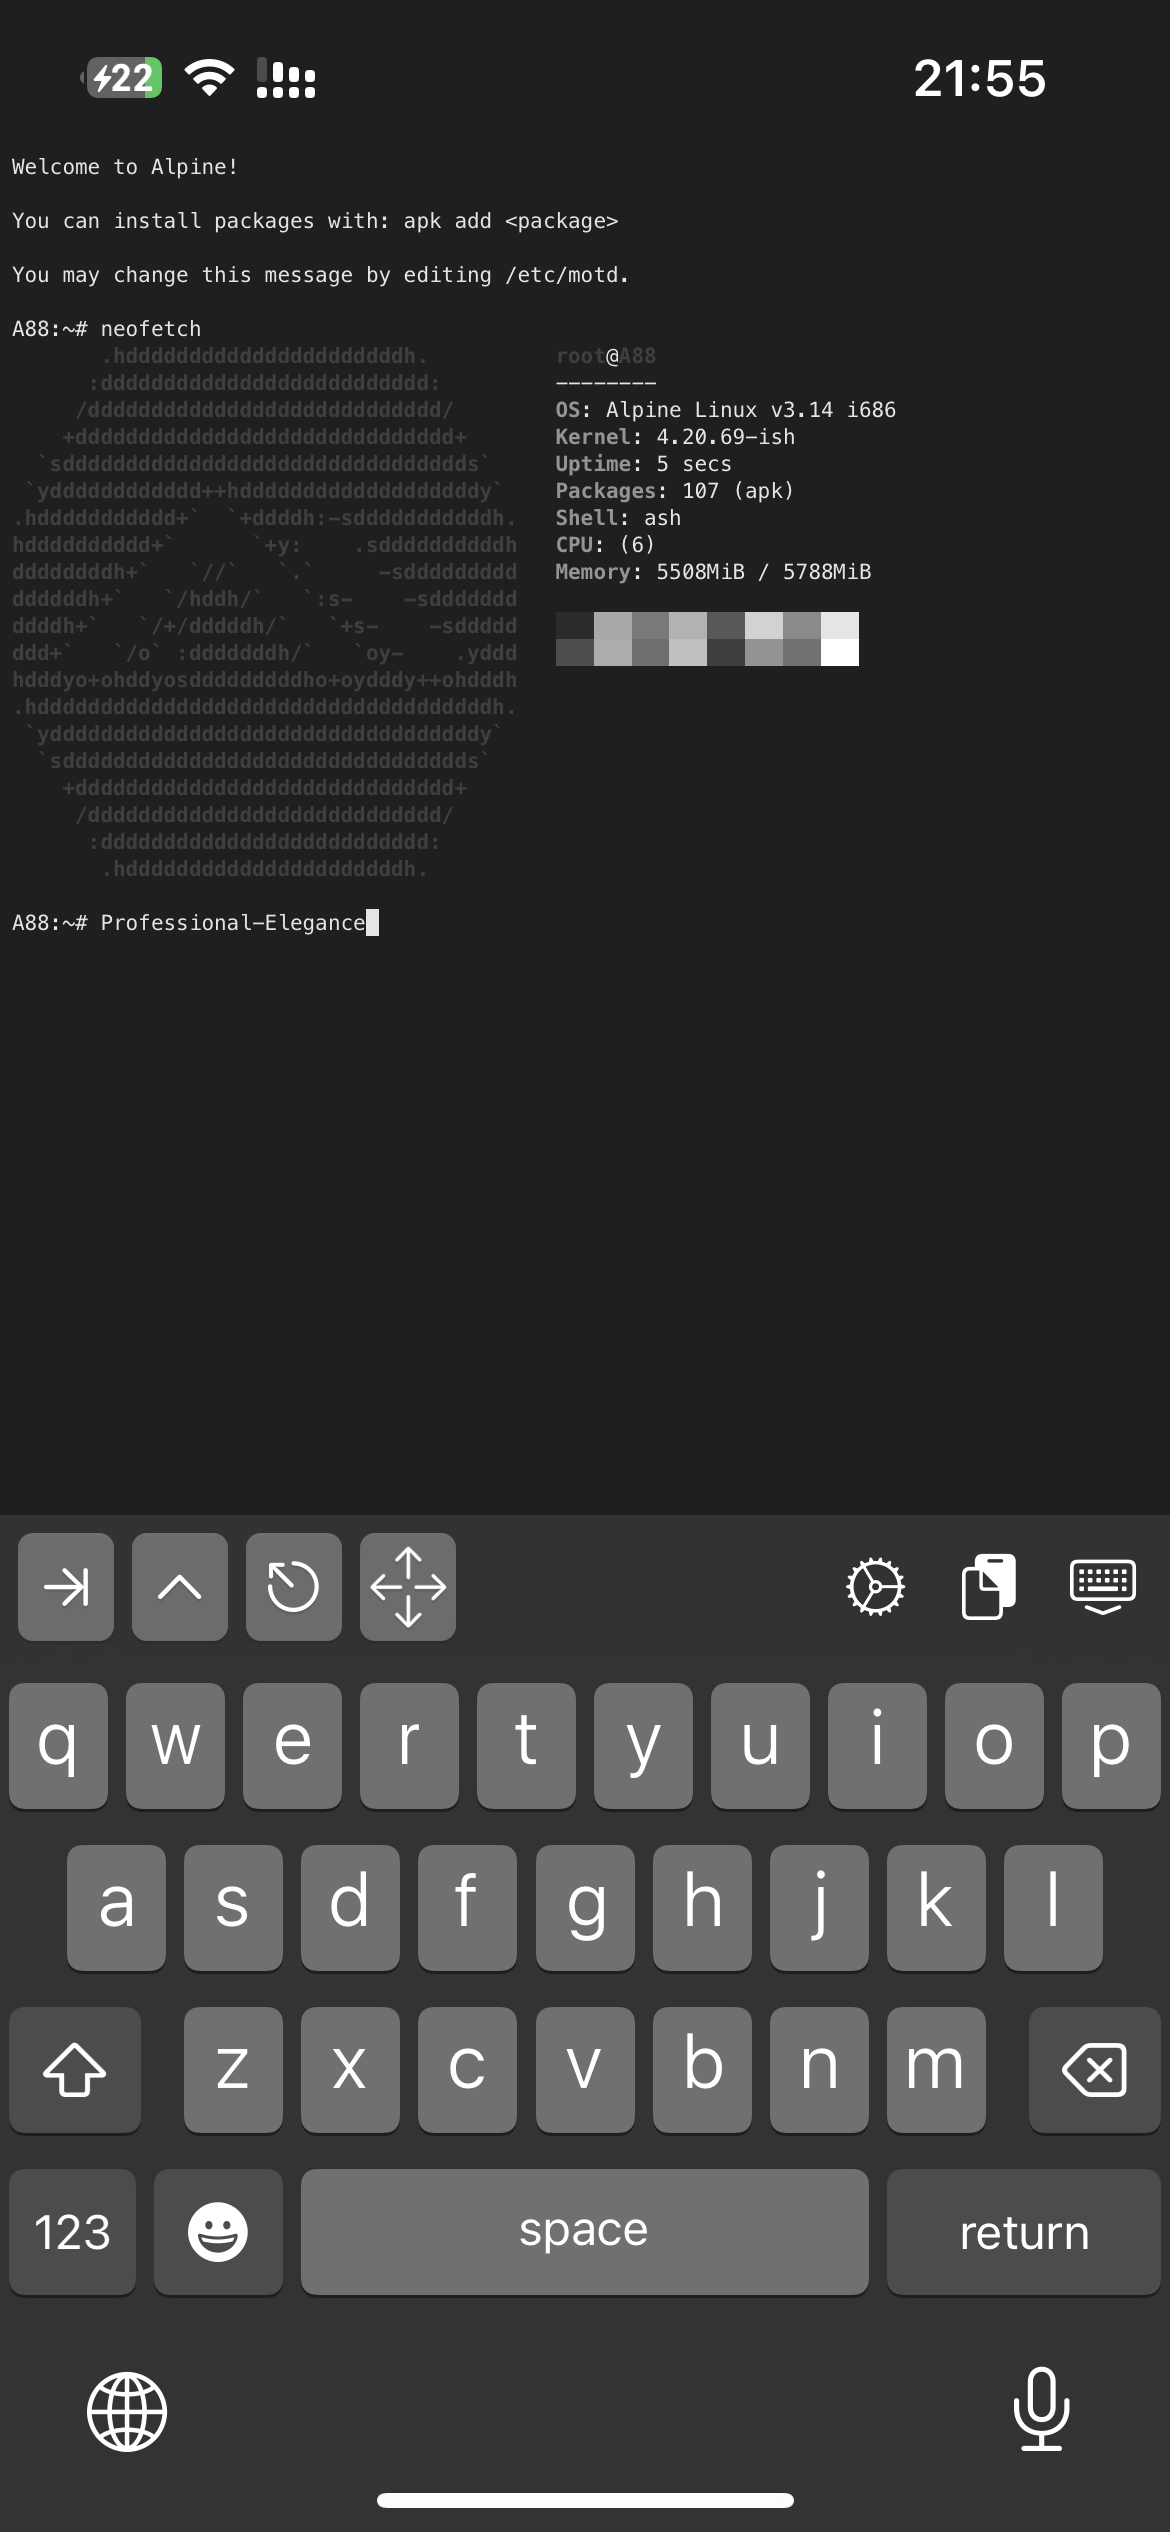 22
21:55
Welcome to Alpine!
You can install packages with: apk add <package>
You may change this message by editing /etc/motd.
A88:~# neofetch
.hddddddddddddddddddddddh.
:dddddddddddddddddddddddddd:
/dddddddddddddddddddddddddddd/
+dddddddddddddddddddddddddddddd+
`sdddddddddddddddddddddddddddddddds`
`ydddddddddddd++hdddddddddddddddddddy`
.hddddddddddd+`   `+ddddh:-sdddddddddddh.
hdddddddddd+`       `+y:    .sddddddddddh
ddddddddh+`   `//`   `.`     -sddddddddd
ddddddh+`   `/hddh/`   `:s-    -sddddddd
ddddh+`   `/+/dddddh/`   `+s-    -sddddd
ddd+`   `/o` :dddddddh/`   `oy-    .yddd
hdddyo+ohddyosdddddddddho+oydddy++ohdddh
.hddddddddddddddddddddddddddddddddddddh.
`yddddddddddddddddddddddddddddddddddy`
`sdddddddddddddddddddddddddddddddds`
+dddddddddddddddddddddddddddddd+
/dddddddddddddddddddddddddddd/
:dddddddddddddddddddddddddd:
.hddddddddddddddddddddddh.
root@A88
--------
OS: Alpine Linux v3.14 i686
Kernel: 4.20.69-ish
Uptime: 5 secs
Packages: 107 (apk)
Shell: ash
CPU: (6)
Memory: 5508MiB / 5788MiB
A88:~# Professional-Elegance
q w e r t y u i o p
a s d f g h j k l
z x c v b n m
123 space return